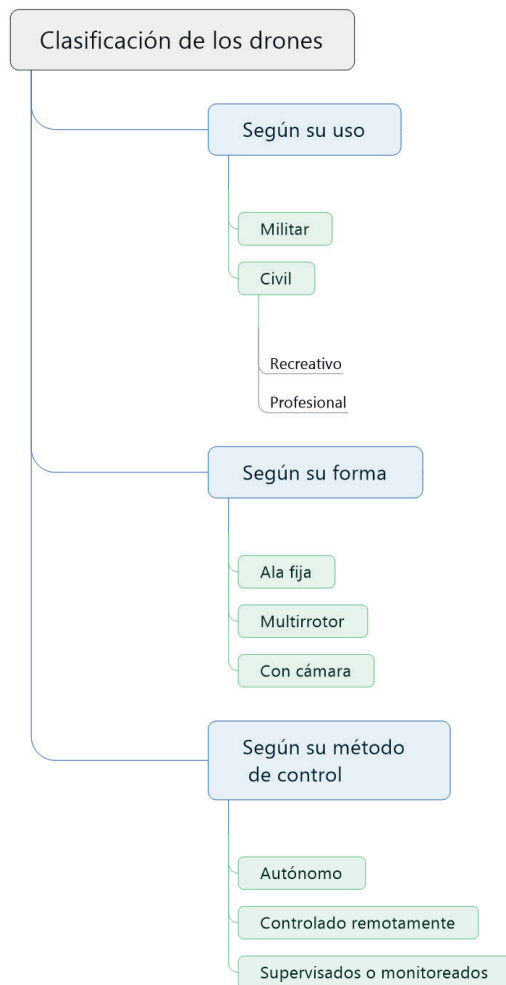 Clasificación de los drones
Según su uso
Militar
Civil
Recreativo
Profesional
Según su forma
Ala fija
Multirrotor
Con cámara
Según su método
de control
Autónomo
Controlado remotamente
Supervisados o monitoreados